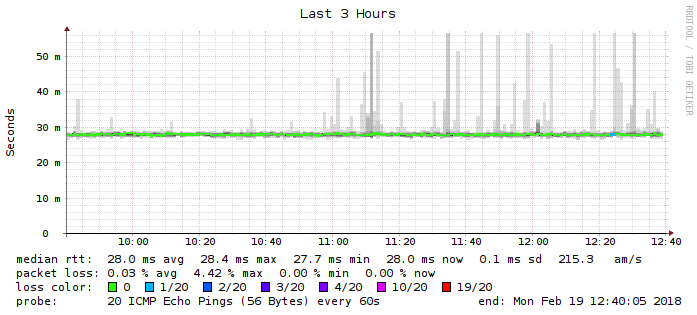 Last 3 Hours
RRDTOOL / TOBI OETIKER
Seconds
50 m
40 m
30 m
20 m
10 m
0
10:00 10:20 10:40 11:00 11:20 11:40 12:00 12:20 12:40
median rtt: 28.0 ms avg 28.4 ms max 27.7 ms min 28.0 ms now 0.1 ms sd 215.3 am/s
packet loss: 0.03 % avg 4.42 % max 0.00 % min 0.00 % now
loss color: 0 1/20 2/20 3/20 4/20 10/20 19/20
probe: 20 ICMP Echo Pings (56 Bytes) every 60s end: Mon Feb 19 12:40:05 2018